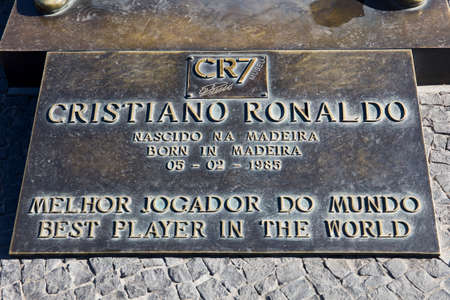 CR7
CRISTIANO RONALDO
NASCIDO NA MADEIRA
BORN IN MADEIRA
05-02-1985
MELHOR JOGADOR DO MUNDO
BEST PLAYER IN THE WORLD